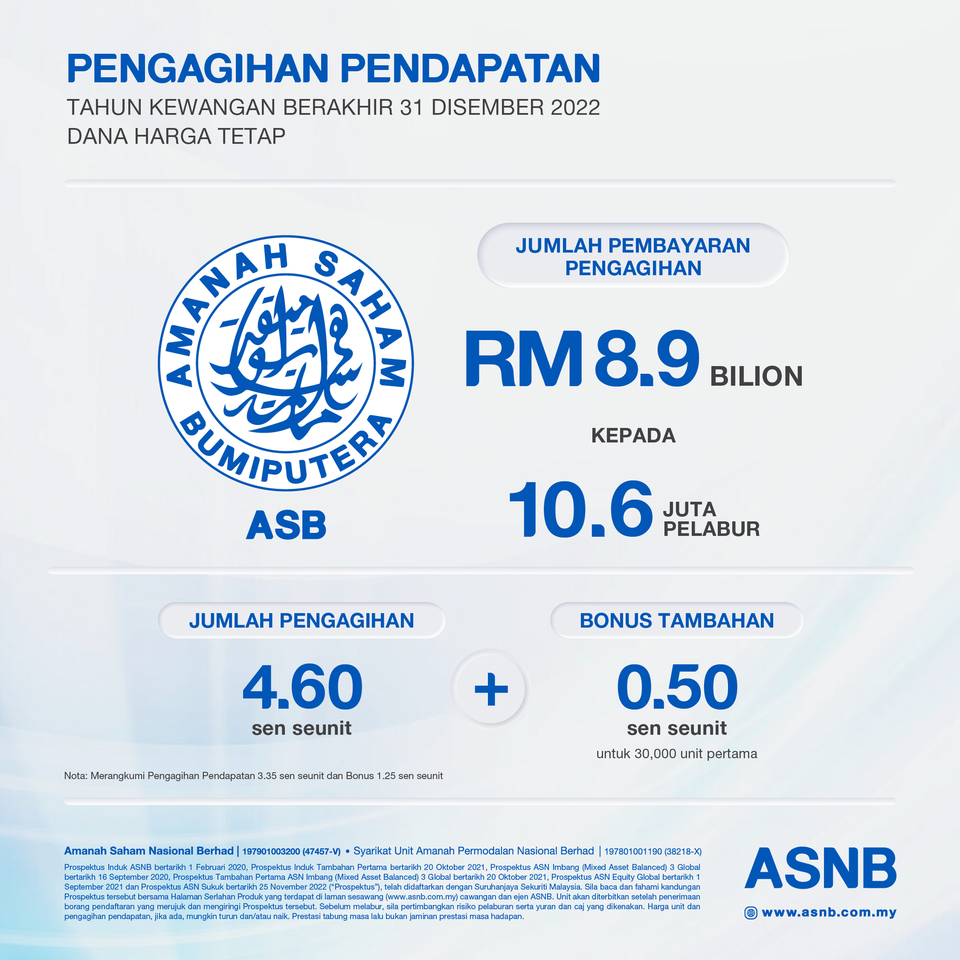 PENGAGIHAN PENDAPATAN
TAHUN KEWANGAN BERAKHIR 31 DISEMBER 2022
DANA HARGA TETAP
AMANAH SAHAM
BUMIPUTERA
ASB
JUMLAH PEMBAYARAN
PENGAGIHAN
RM 8.9 BILION
KEPADA
10.6 JUTA
PELABUR
JUMLAH PENGAGIHAN
4.60
sen seunit
+
BONUS TAMBAHAN
0.50
sen seunit
untuk 30,000 unit pertama
Nota: Merangkumi Pengagihan Pendapatan 3.35 sen seunit dan Bonus 1.25 sen seunit
Amanah Saham Nasional Berhad | 197901003200 (47457-V) • Syarikat Unit Amanah Permodalan Nasional Berhad | 197801001190 (38218-X)
Prospektus Induk ASNB bertarikh 1 Februari 2020, Prospektus Induk Tambahan Pertama bertarikh 20 Oktober 2021, Prospektus ASN Imbang (Mixed Asset Balanced) 3 Global
bertarikh 16 September 2020, Prospektus Tambahan Pertama ASN Imbang (Mixed Asset Balanced) 3 Global bertarikh 20 Oktober 2021, Prospektus ASN Equity Global bertarikh 1
September 2021 dan Prospektus ASN Sukuk bertarikh 25 November 2022 (“Prospektus”), telah didaftarkan dengan Suruhanjaya Sekuriti Malaysia. Sila baca dan fahami kandungan
Prospektus tersebut bersama Halaman Serlahan Produk yang terdapat di laman sesawang (www.asnb.com.my) cawangan dan ejen ASNB. Unit akan diterbitkan setelah penerimaan
borang pendaftaran yang merujuk dan mengiringi Prospektus tersebut. Sebelum melabur, sila pertimbangkan risiko pelaburan serta yuran dan caj yang dikenakan. Harga unit dan
pengagihan pendapatan, jika ada, mungkin turun dan/atau naik. Prestasi tabung masa lalu bukan jaminan prestasi masa hadapan.
ASNB
www.asnb.com.my